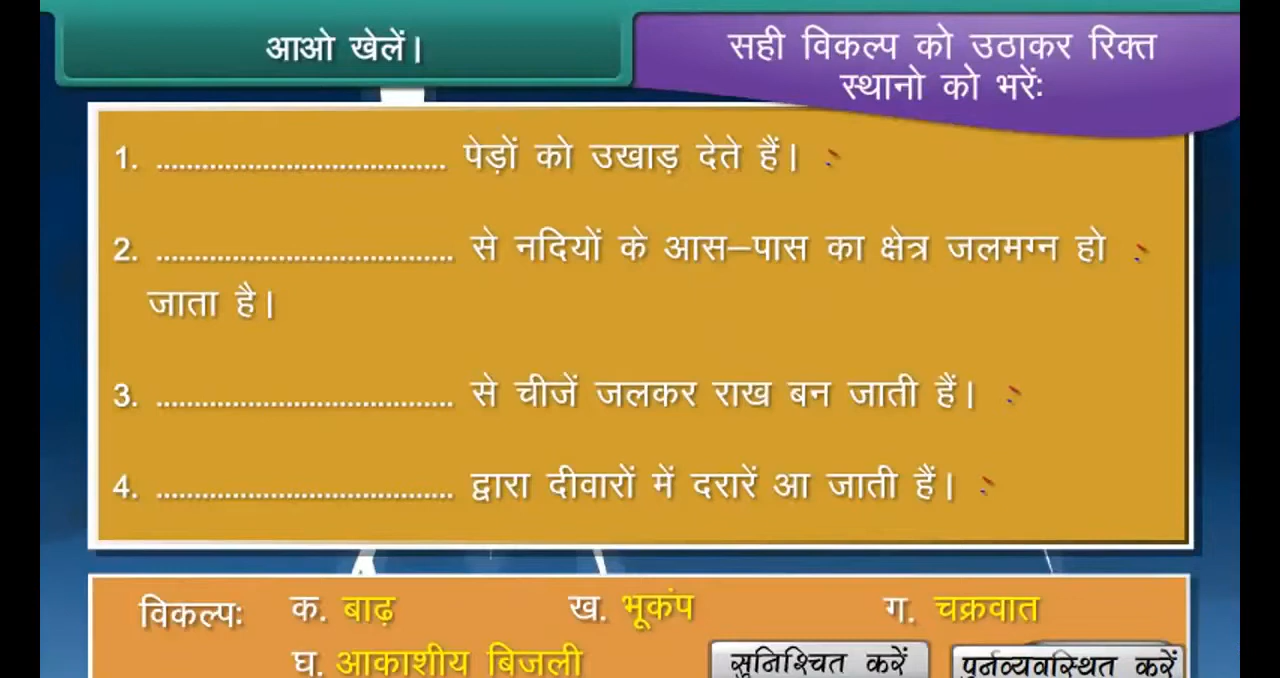 आओ खेलें।
सही विकल्प को उठाकर रिक्त
स्थानो को भरें:
1. ...................................... पेड़ों को उखाड़ देते हैं।
2. ....................................... से नदियों के आस–पास का क्षेत्र जलमग्न हो
जाता है।
3. ....................................... से चीजें जलकर राख बन जाती हैं।
4. ....................................... द्वारा दीवारों में दरारें आ जाती हैं।
विकल्प: क. बाढ़ ख. भूकंप ग. चक्रवात
घ. आकाशीय बिजली सुनिश्चित करें पुर्नव्यवास्थित करें